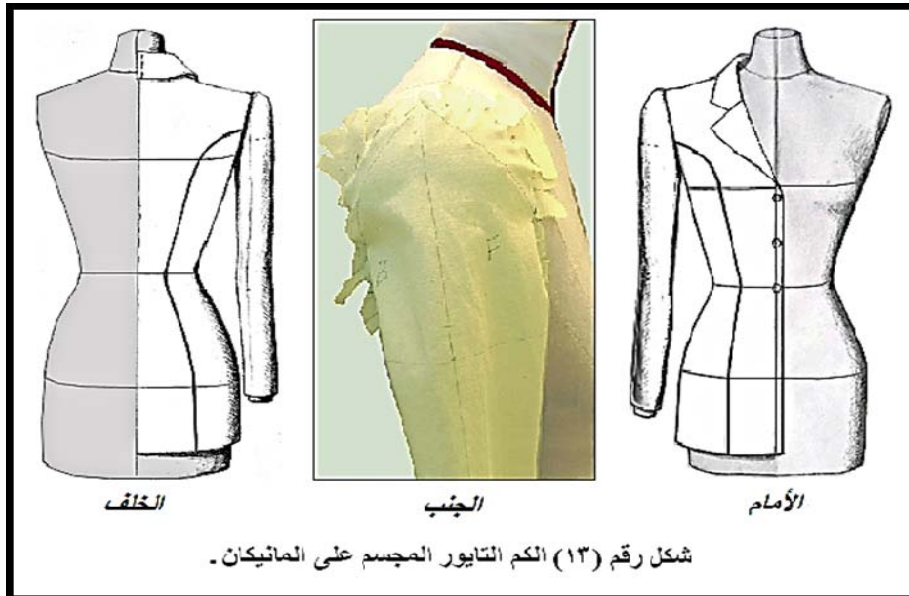 الأمام
الجنب
الخلف
F
شكل رقم (١٣) الكم التايور المجسم على المانيكان.